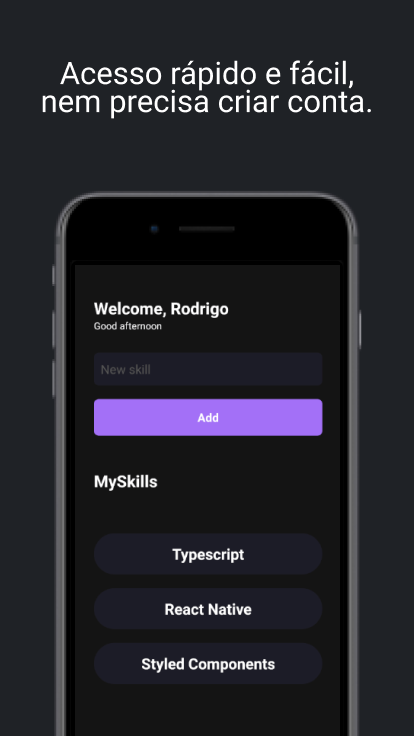 Acesso rápido e fácil,
nem precisa criar conta.
Welcome, Rodrigo
Good afternoon
New skill
Add
MySkills
Typescript
React Native
Styled Components